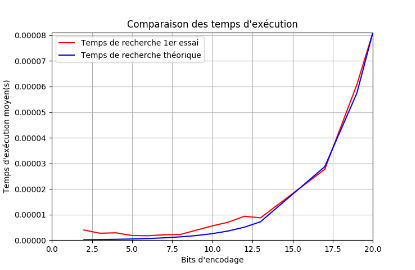 Comparaison des temps d'exécution
0.00008
0.00007
0.00006
0.00005
0.00004
0.00003
0.00002
0.00001
0.00000
Temps de recherche 1er essai
Temps de recherche théorique
Temps d'exécution moyen(s)
0.0 2.5 5.0 7.5 10.0 12.5 15.0 17.5 20.0
Bits d'encodage